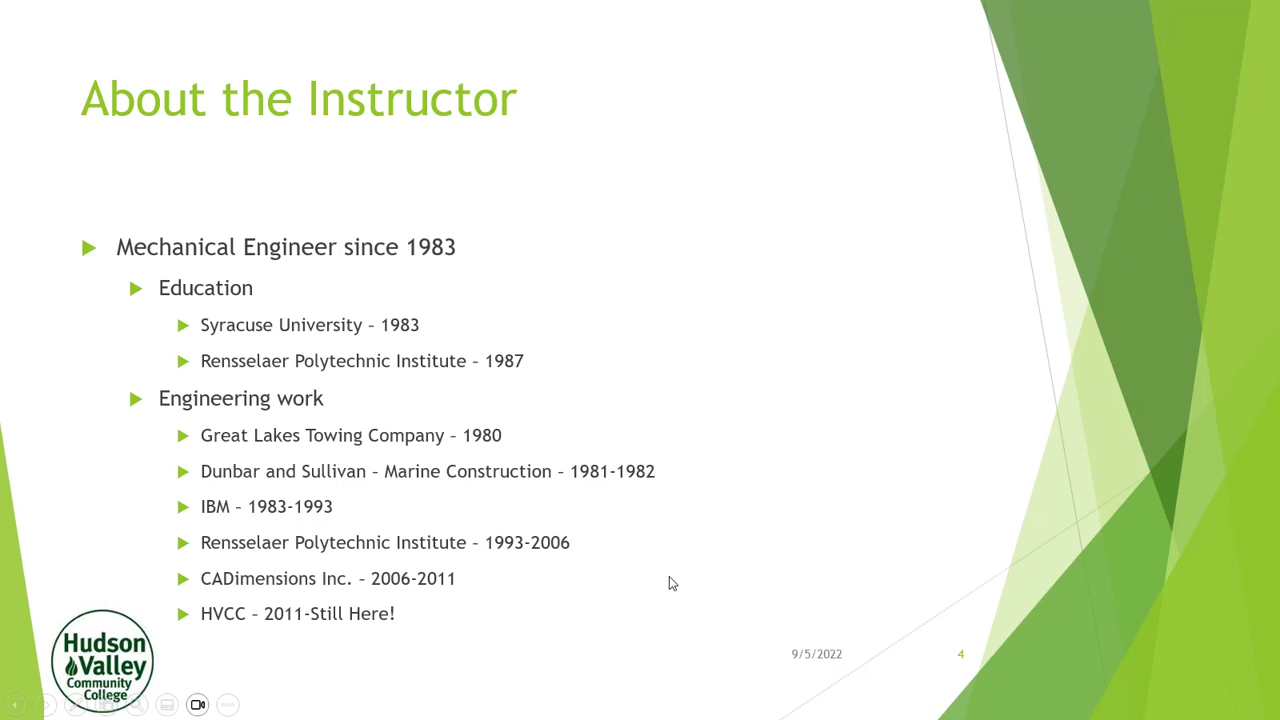 About the Instructor
Mechanical Engineer since 1983
Education
Syracuse University – 1983
Rensselaer Polytechnic Institute – 1987
Engineering work
Great Lakes Towing Company – 1980
Dunbar and Sullivan – Marine Construction – 1981-1982
IBM – 1983-1993
Rensselaer Polytechnic Institute – 1993-2006
CADimensions Inc. – 2006-2011
HVCC – 2011-Still Here!
Hudson
Valley
Community
College
9/5/2022
4